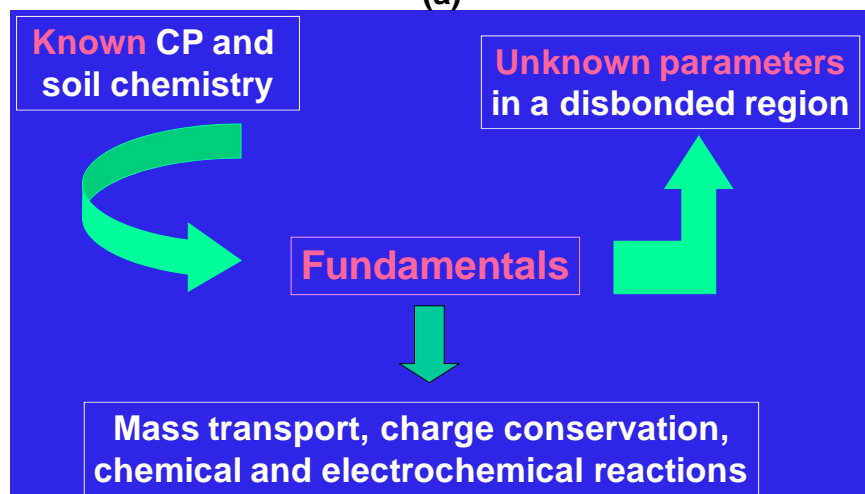 (a)
Known CP and
soil chemistry
Unknown parameters
in a disbonded region
Fundamentals
Mass transport, charge conservation,
chemical and electrochemical reactions